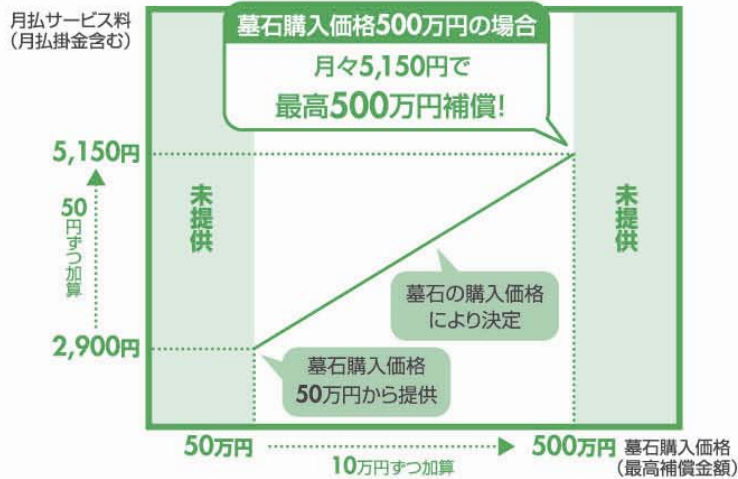 月払サービス料
（月払掛金含む）
墓石購入価格500万円の場合
月々5,150円で
最高500万円補償！
5,150円
50円ずつ加算
2,900円
未提供
未提供
墓石の購入価格
により決定
墓石購入価格
50万円から提供
50万円
10万円ずつ加算
500万円
墓石購入価格
（最高補償金額）